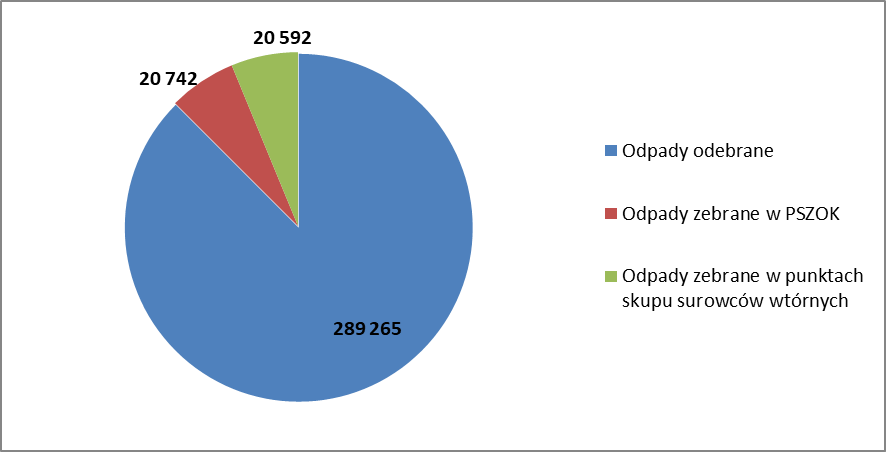 20 592
20 742
289 265
Odpady odebrane
Odpady zebrane w PSZOK
Odpady zebrane w punktach
skupu surowców wtórnych